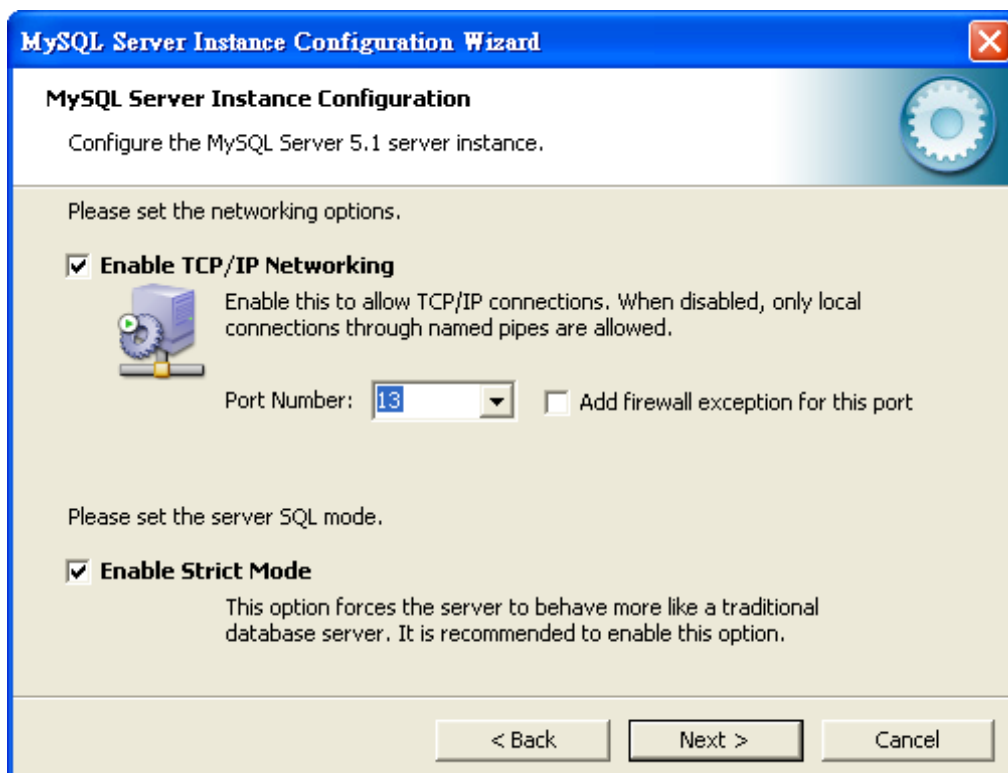 MySQL Server Instance Configuration Wizard
MySQL Server Instance Configuration
Configure the MySQL Server 5.1 server instance.
Please set the networking options.
Enable TCP/IP Networking
Enable this to allow TCP/IP connections. When disabled, only local
connections through named pipes are allowed.
Port Number: 13 Add firewall exception for this port
Please set the server SQL mode.
Enable Strict Mode
This option forces the server to behave more like a traditional
database server. It is recommended to enable this option.
< Back Next > Cancel